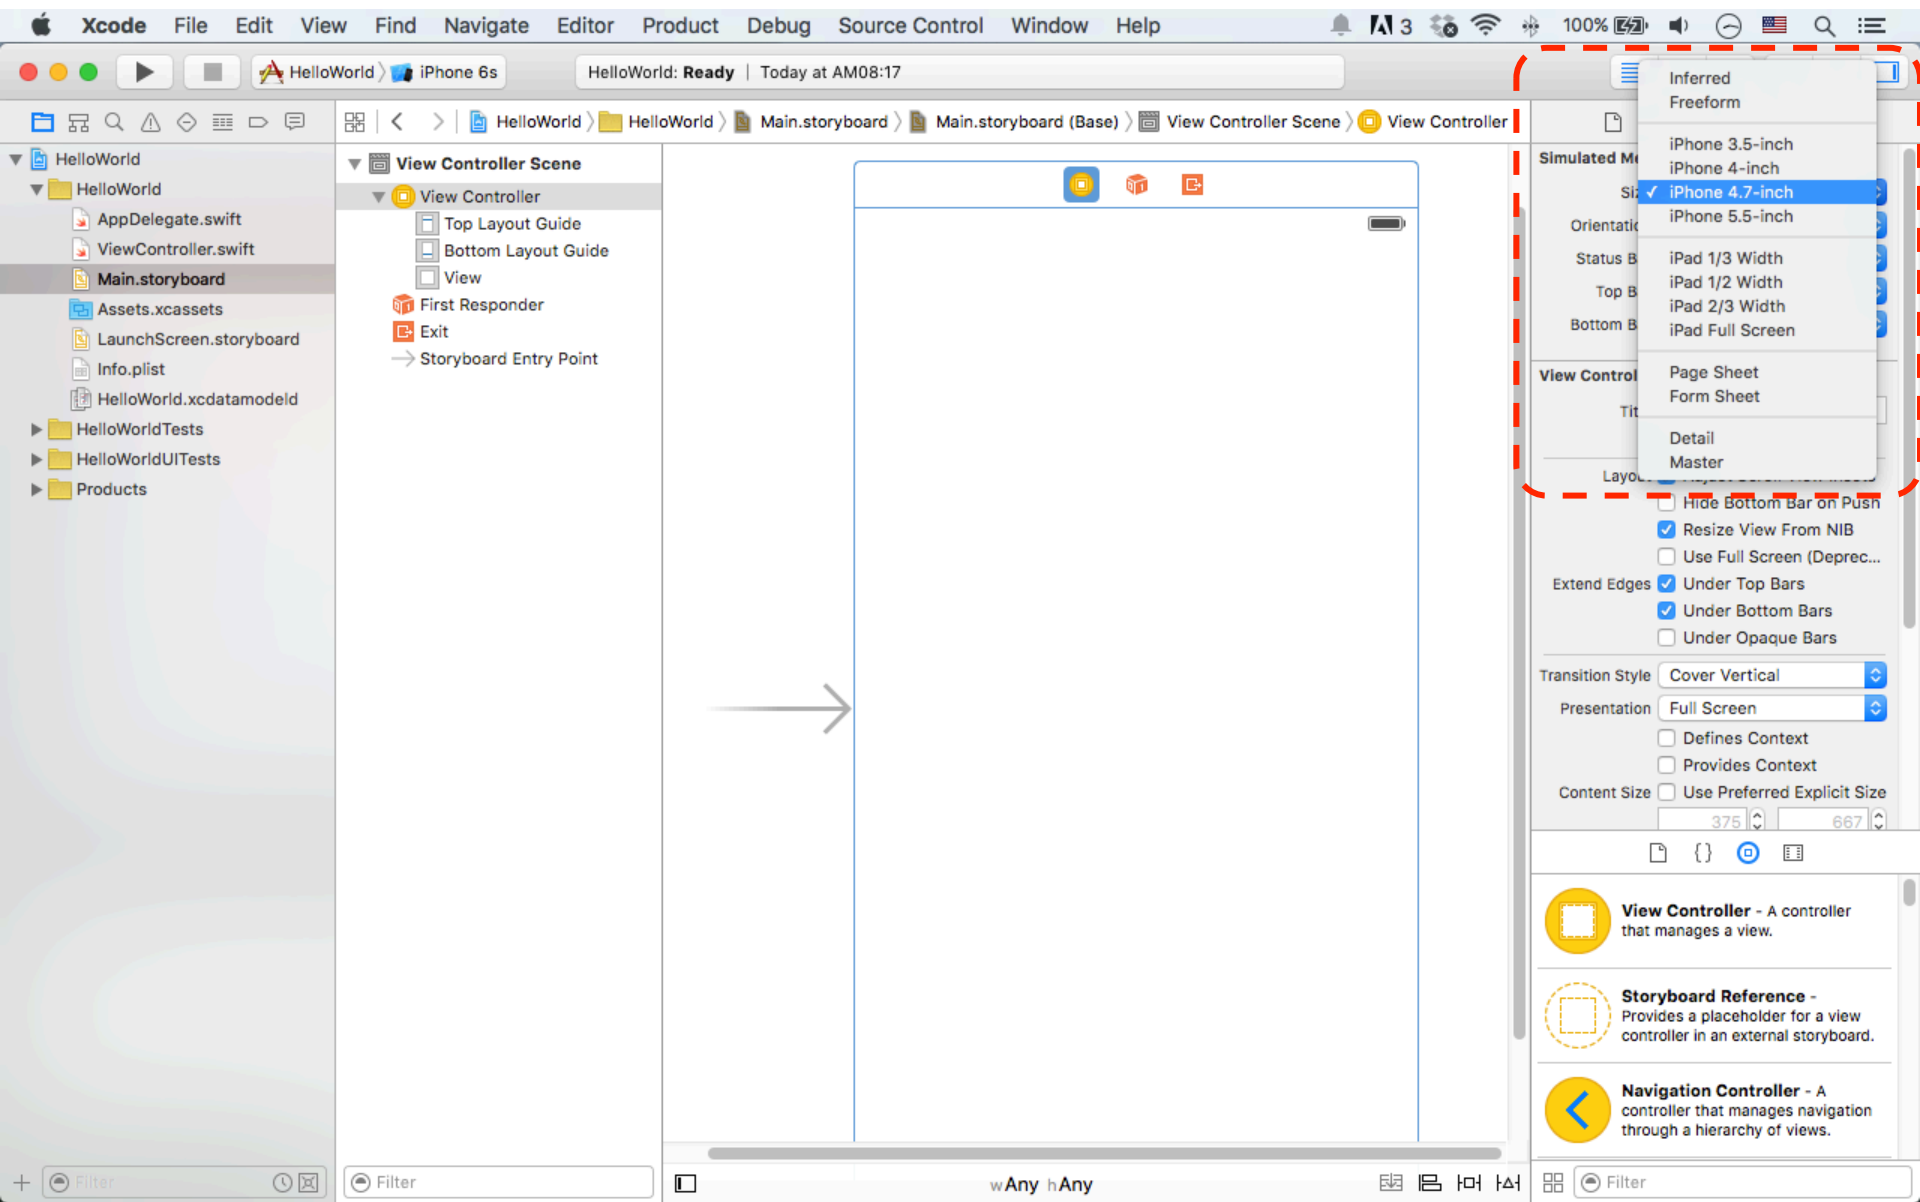 Xcode File Edit View Find Navigate Editor Product Debug Source Control Window Help 3 100%
HelloWorld iPhone 6s HelloWorld: Ready | Today at AM08:17
HelloWorld HelloWorld Main.storyboard Main.storyboard (Base) View Controller Scene View Controller
HelloWorld
HelloWorld
AppDelegate.swift
ViewController.swift
Main.storyboard
Assets.xcassets
LaunchScreen.storyboard
Info.plist
HelloWorld.xcdatamodeld
HelloWorldTests
HelloWorldUITests
Products
Filter
View Controller Scene
View Controller
Top Layout Guide
Bottom Layout Guide
View
First Responder
Exit
Storyboard Entry Point
Filter
wAny hAny
Inferred
Freeform
iPhone 3.5-inch
iPhone 4-inch
iPhone 4.7-inch
iPhone 5.5-inch
iPad 1/3 Width
iPad 1/2 Width
iPad 2/3 Width
iPad Full Screen
Page Sheet
Form Sheet
Detail
Master
Simulated
Status
Top
Bottom
View
Hide Bottom Bar on Push
Resize View From NIB
Use Full Screen (Deprec...
Extend Edges Under Top Bars
Under Bottom Bars
Under Opaque Bars
Transition Style Cover Vertical
Presentation Full Screen
Defines Context
Provides Context
Content Size Use Preferred Explicit Size
375 667
{}
View Controller - A controller
that manages a view.
Storyboard Reference -
Provides a placeholder for a view
controller in an external storyboard.
Navigation Controller - A
controller that manages navigation
through a hierarchy of views.
Filter